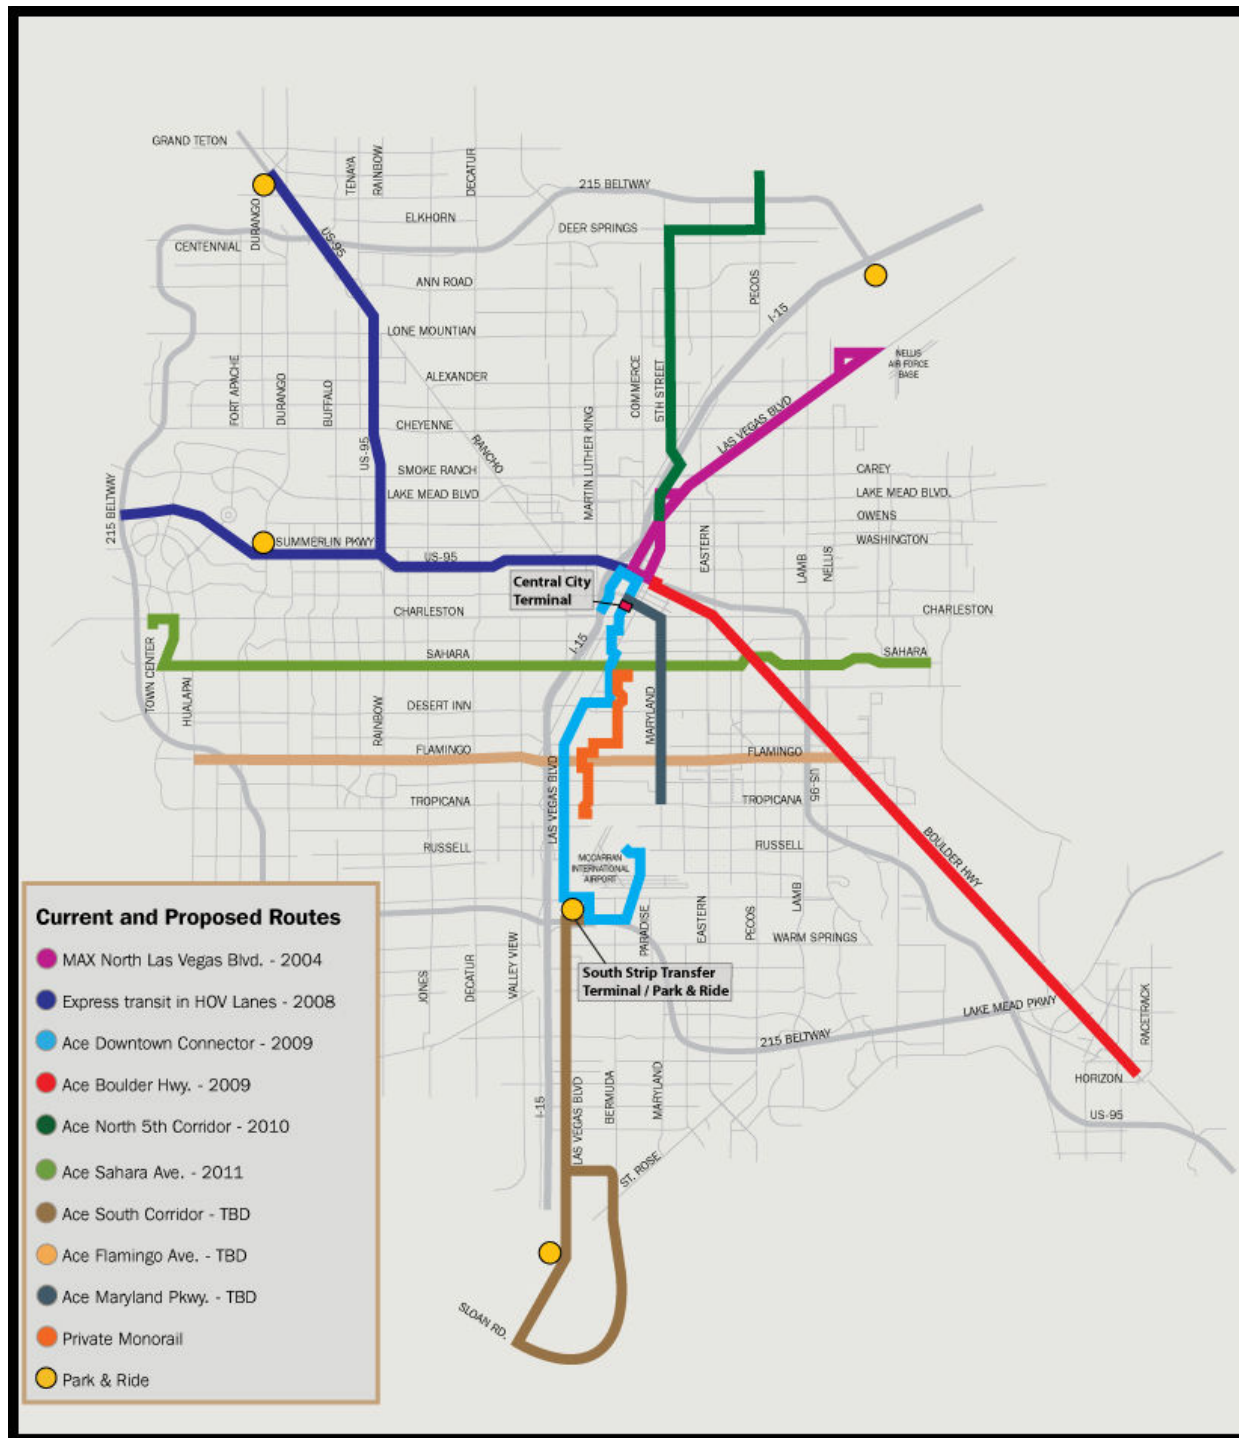 GRAND TETON
TENAYA
RAINBOW
DECATUR
215 BELTWAY
DURANGO
ELKHORN
US-95
DEER SPRINGS
CENTENNIAL
ANN ROAD
PECOS
I-15
LONE MOUNTIAN
NELLIS
AIR FORCE
BASE
FORT APACHE
DURANGO
BUFFALO
ALEXANDER
COMMERCE
5TH STREET
LAS VEGAS BLVD
CHEYENNE
MARTIN LUTHER KING
RANCHO
US-95
SMOKE RANCH
CAREY
LAKE MEAD BLVD
LAKE MEAD BLVD.
215 BELTWAY
OWENS
EASTERN
WASHINGTON
SUMMERLIN PKWY
US-95
LAMB
NELLIS
Central City
Terminal
CHARLESTON
CHARLESTON
I-15
SAHARA
SAHARA
TOWN CENTER
HUALAPAI
RAINBOW
DESERT INN
MARYLAND
FLAMINGO
FLAMINGO
LAS VEGAS BLVD
US-95
TROPICANA
TROPICANA
RUSSELL
RUSSELL
BOULDER HWY
MCCARRAN
INTERNATIONAL
AIRPORT
LAMB
PARADISE
EASTERN
PECOS
WARM SPRINGS
JONES
DECATUR
VALLEY VIEW
South Strip Transfer
Terminal / Park & Ride
LAKE MEAD PKWY
RACETRACK
215 BELTWAY
HORIZON
US-95
I-15
LAS VEGAS BLVD
BERMUDA
MARYLAND
ST. ROSE
SLOAN RD.
Current and Proposed Routes
MAX North Las Vegas Blvd. - 2004
Express transit in HOV Lanes - 2008
Ace Downtown Connector - 2009
Ace Boulder Hwy. - 2009
Ace North 5th Corridor - 2010
Ace Sahara Ave. - 2011
Ace South Corridor - TBD
Ace Flamingo Ave. - TBD
Ace Maryland Pkwy. - TBD
Private Monorail
Park & Ride